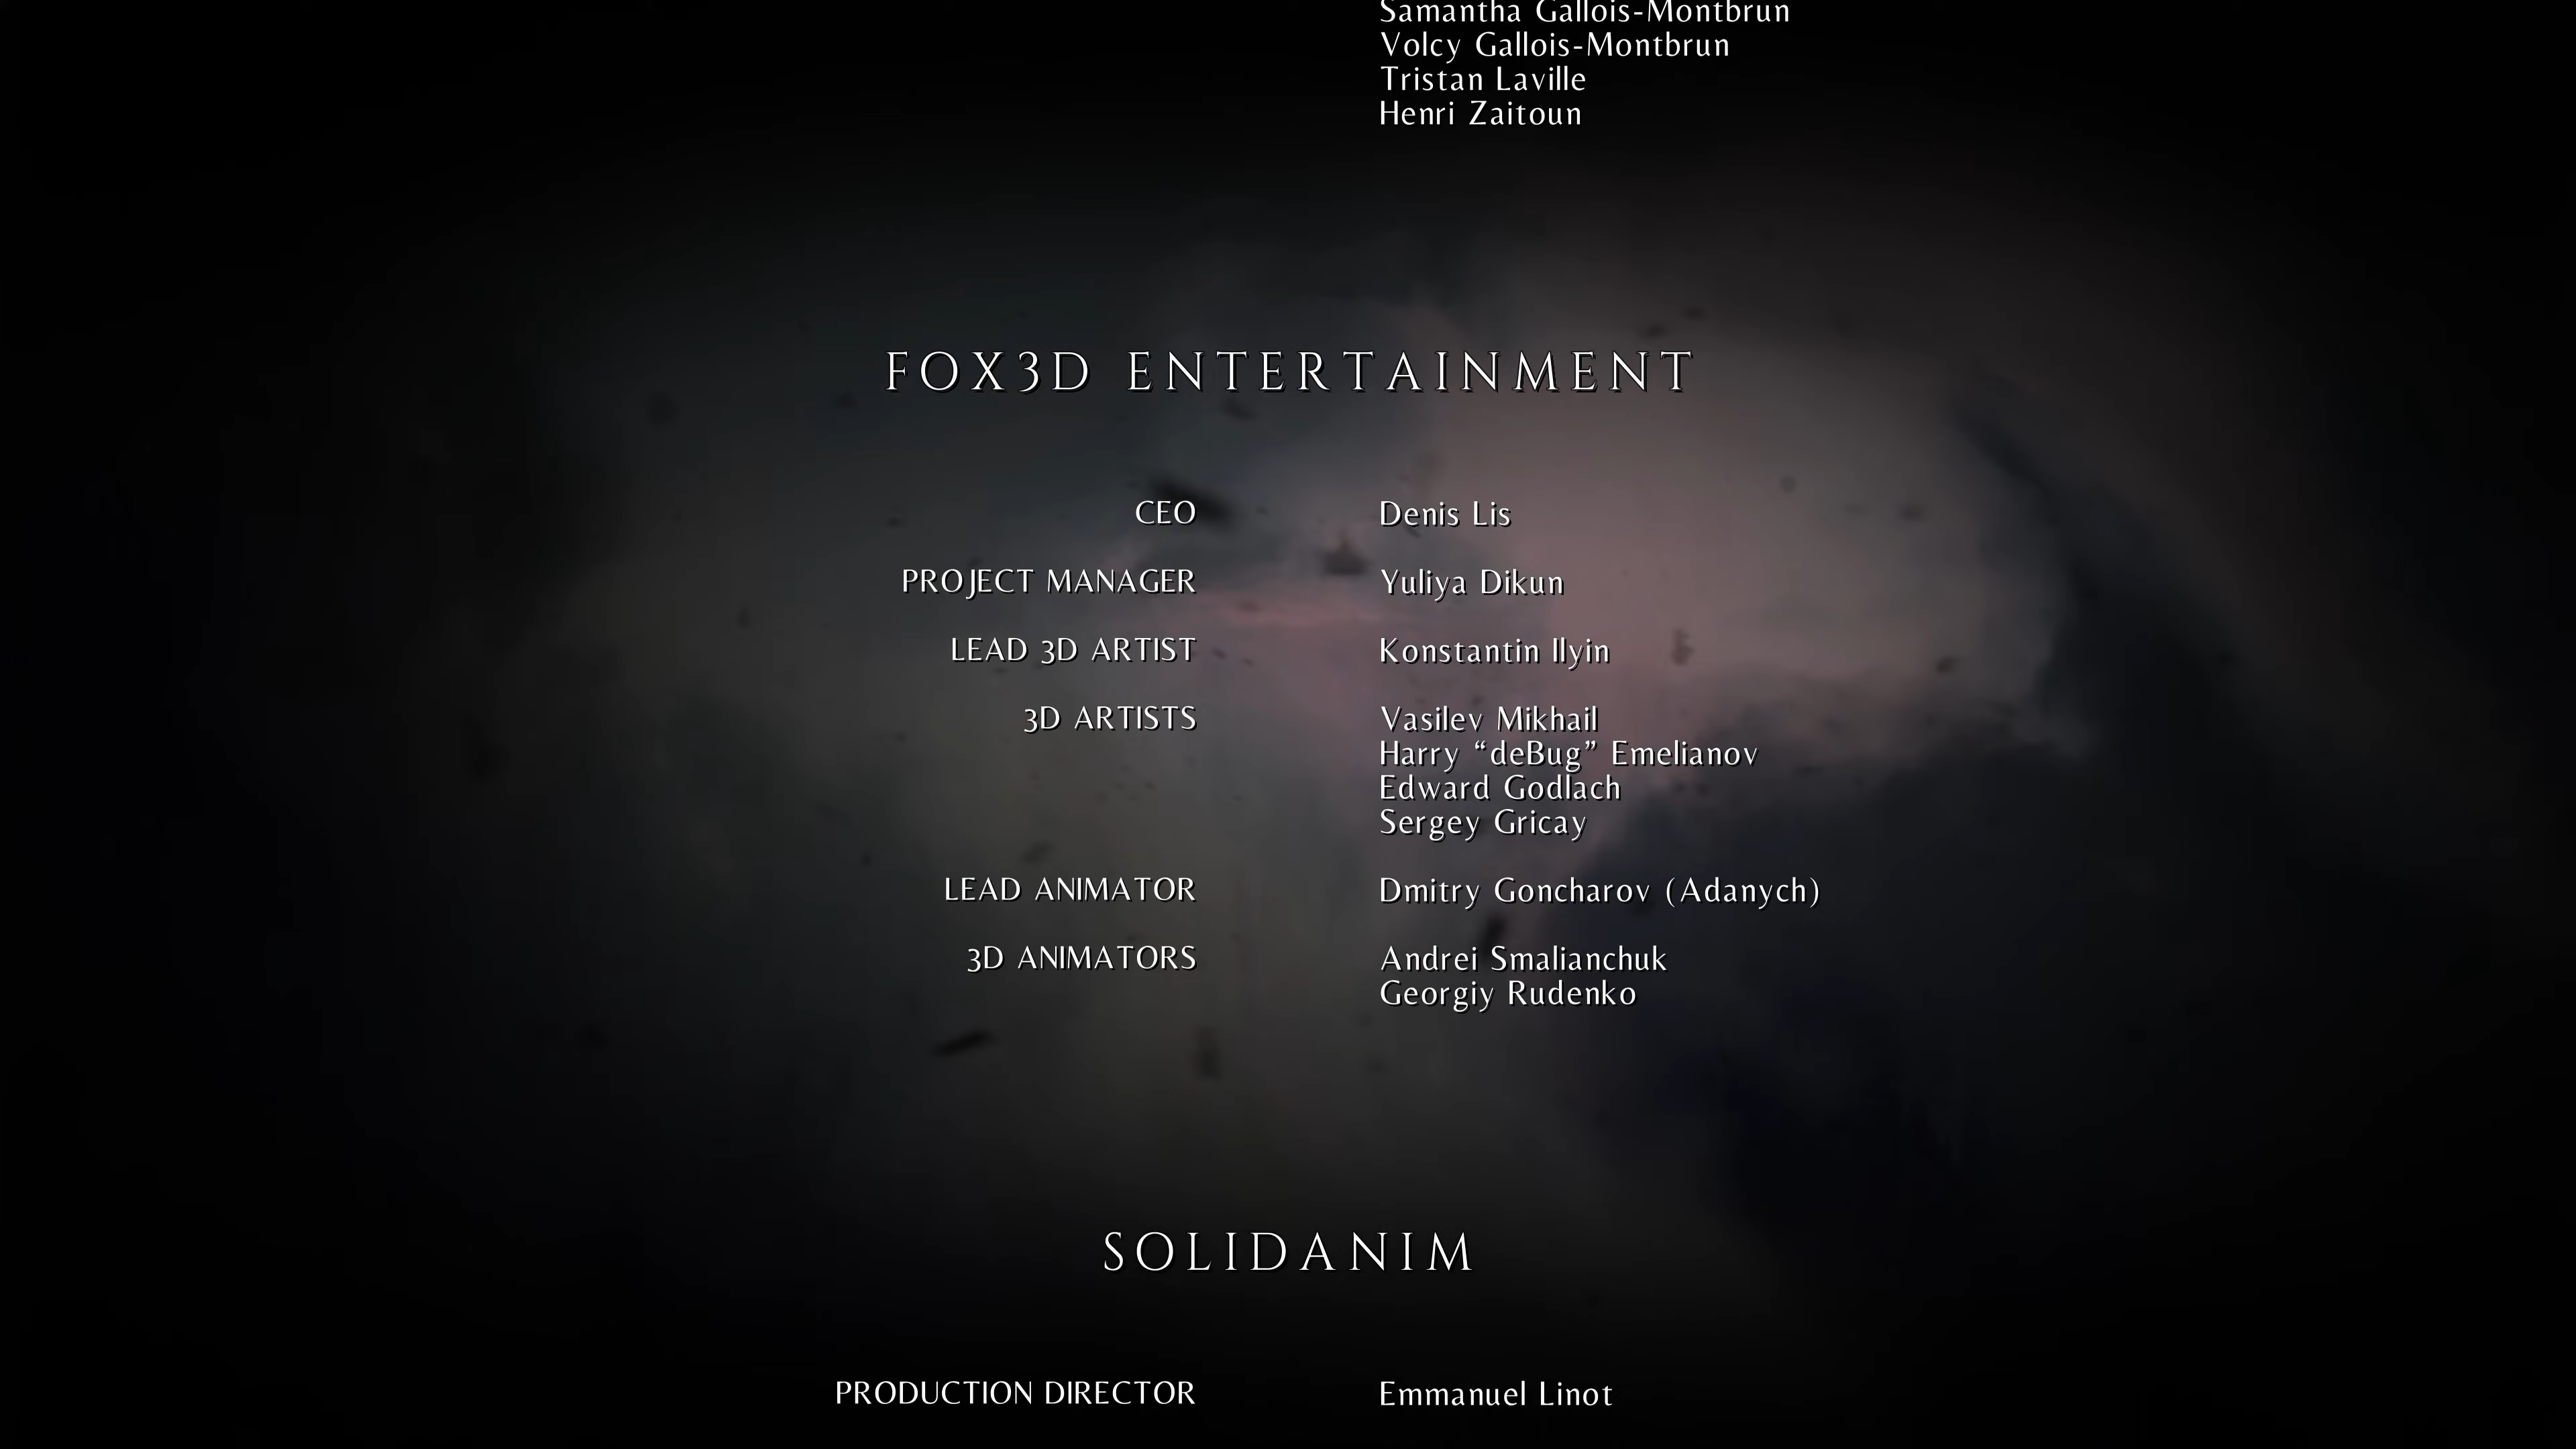 Samantha Gallois-Montbrun
Volcy Gallois-Montbrun
Tristan Laville
Henri Zaitoun
FOX3D ENTERTAINMENT
CEO Denis Lis
PROJECT MANAGER Yuliya Dikun
LEAD 3D ARTIST Konstantin Ilyin
3D ARTISTS Vasilev Mikhail
Harry “deBug” Emelianov
Edward Godlach
Sergey Gricay
LEAD ANIMATOR Dmitry Goncharov (Adanych)
3D ANIMATORS Andrei Smalianchuk
Georgiy Rudenko
SOLIDANIM
PRODUCTION DIRECTOR Emmanuel Linot